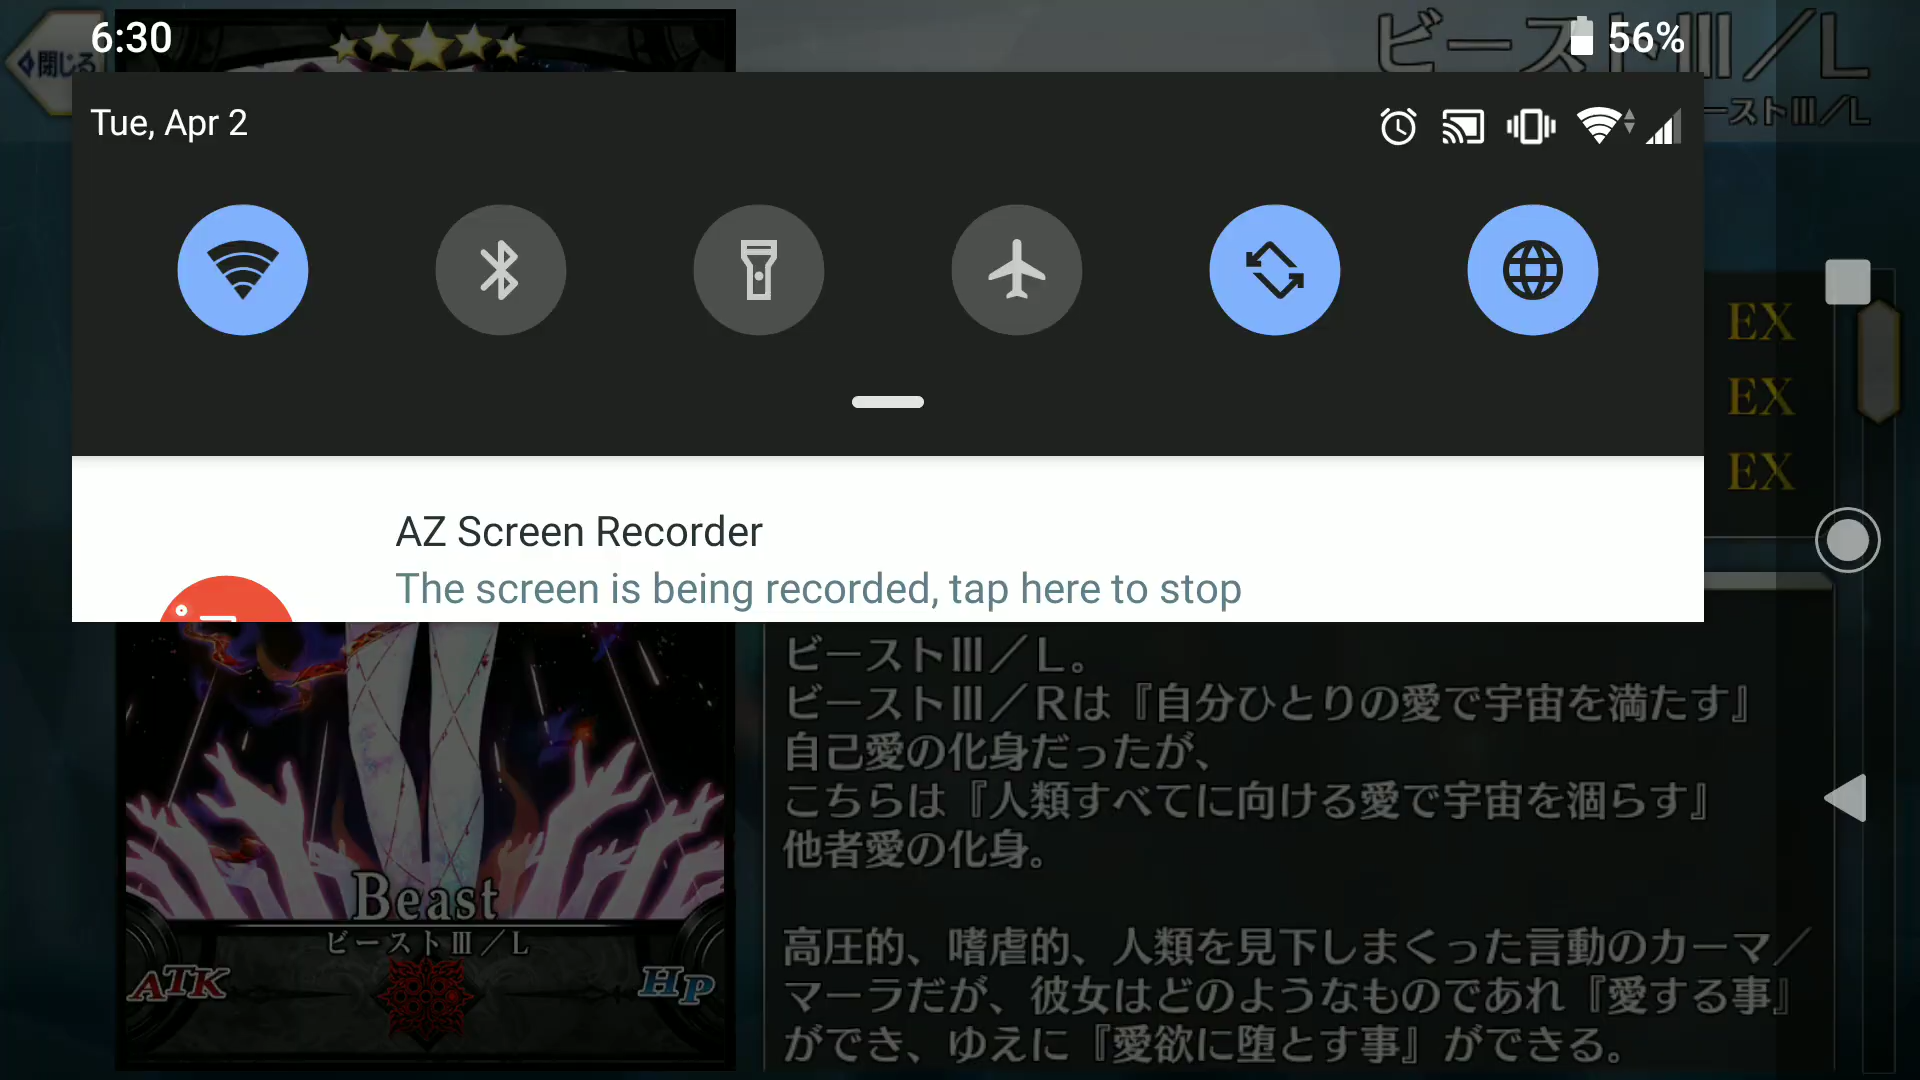 6:30
56%
閉じる
ビーストⅢ／L
ーストⅢ／L
Tue, Apr 2
EX
EX
EX
AZ Screen Recorder
The screen is being recorded, tap here to stop
ビーストⅢ／L。
ビーストⅢ／Rは『自分ひとりの愛で宇宙を満たす』
自己愛の化身だったが、
こちらは『人類すべてに向ける愛で宇宙を涸らす』
他者愛の化身。
高圧的、嗜虐的、人類を見下しまくった言動のカーマ／
マーラだが、彼女はどのようなものであれ『愛する事』
ができ、ゆえに『愛欲に堕とす事』ができる。
Beast
ビーストⅢ／L
ATK
HP